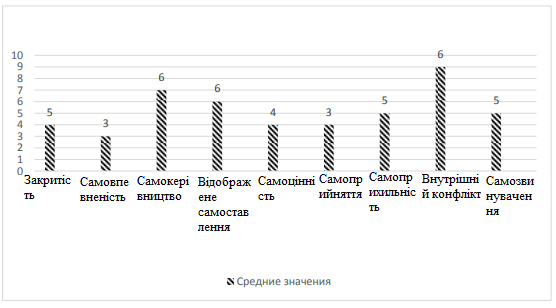 10
9
8
7
6
5
4
3
2
1
0
5
3
6
6
4
3
5
6
5
Закритіс
ть
Самовпе
вненість
Самокері
вництво
Відображ
ене
самостав
лення
Самоцінні
сть
Самопр
ийняття
Самопр
ихильніс
ть
Внутрішні
й конфлікт
Самозви
нувачен
ня
Средние значения